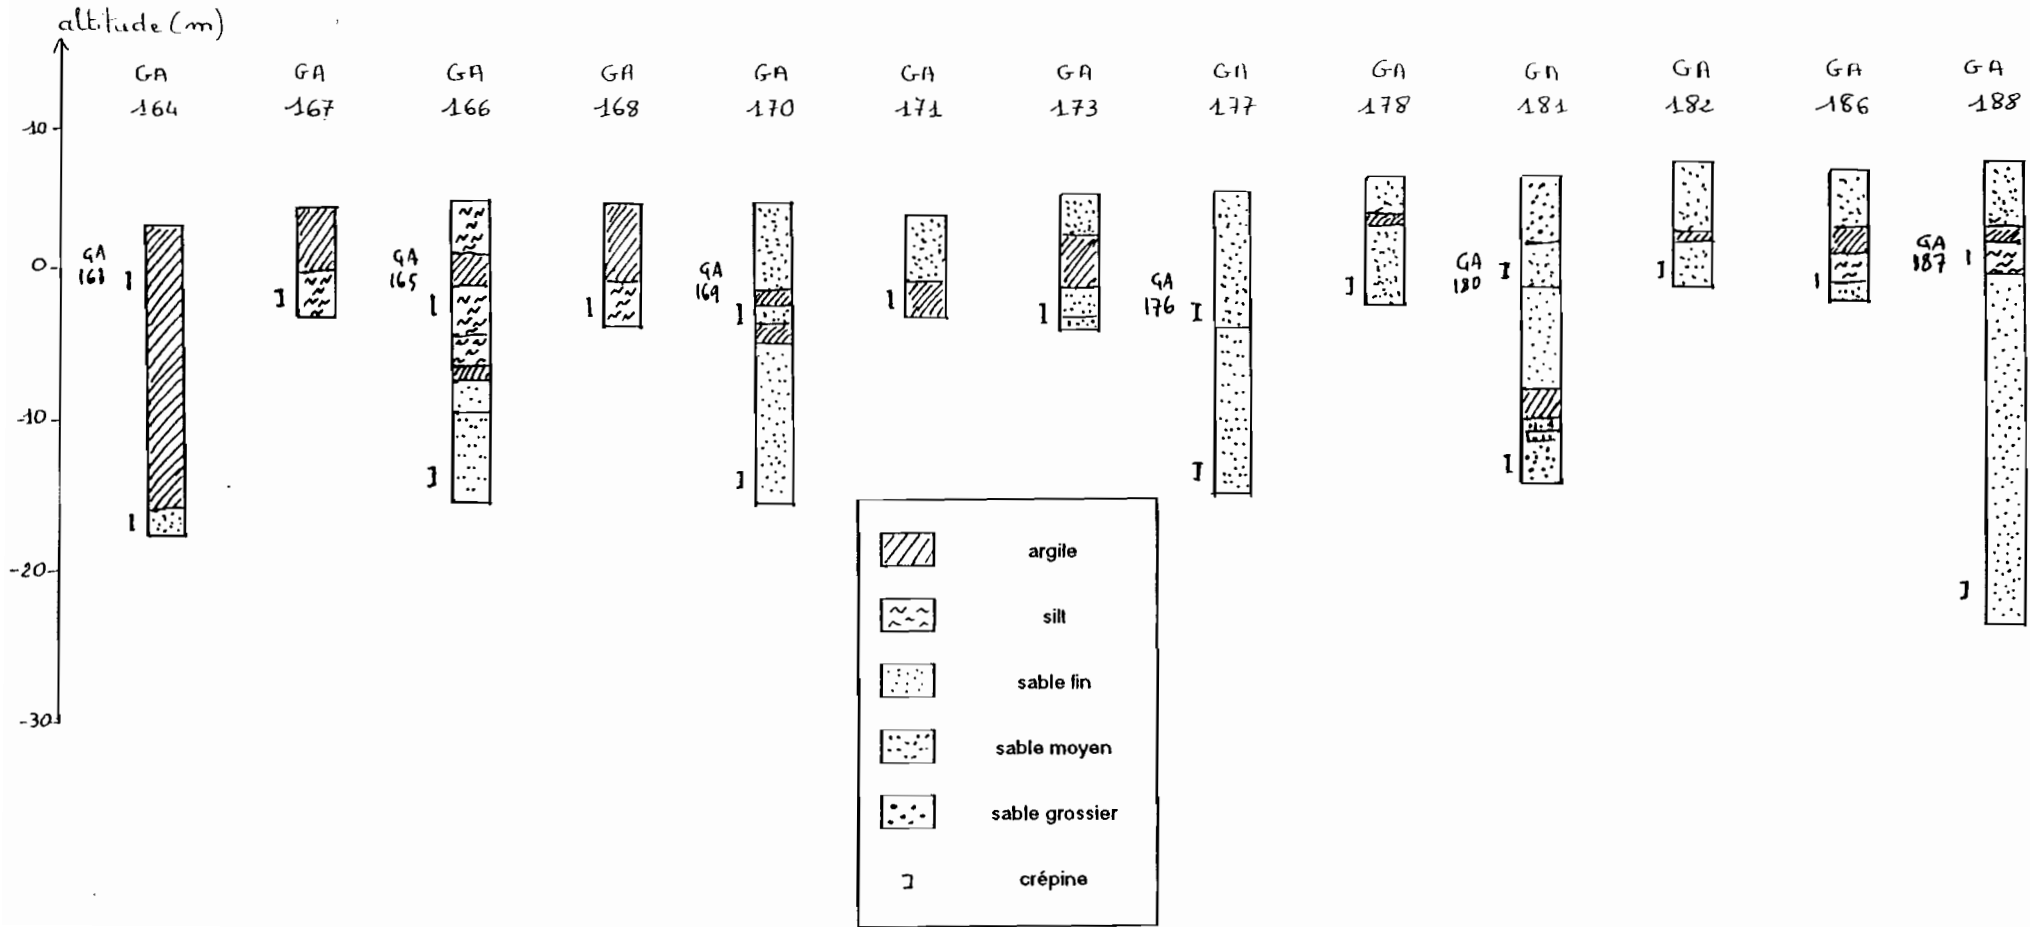 altitude (m)
GA GA GA GA GA GA GA GA GA GA GA GA GA
164 167 166 168 170 171 173 177 178 181 182 186 188
10
0
-10
-20
-30
GA
163
GA
165
GA
169
GA
176
GA
180
GA
187
argile
silt
sable fin
sable moyen
sable grossier
crépine